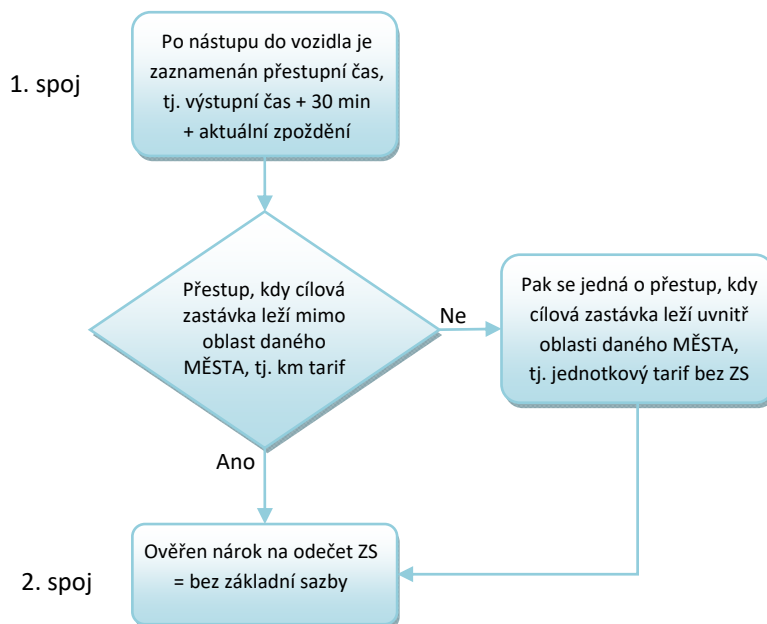 1. spoj
Po nástupu do vozidla je
zaznamenán přestupní čas,
tj. výstupní čas + 30 min
+ aktuální zpoždění
Přestup, kdy cílová
zastávka leží mimo
oblast daného
MĚSTA, tj. km tarif
Ne
Pak se jedná o přestup, kdy
cílová zastávka leží uvnitř
oblasti daného MĚSTA,
tj. jednotkový tarif bez ZS
Ano
2. spoj
Ověřen nárok na odečet ZS
= bez základní sazby